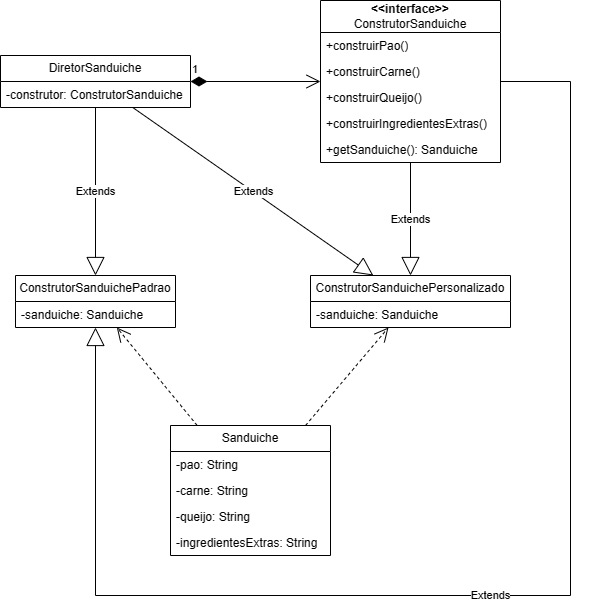 <<interface>>
ConstrutorSanduiche
+construirPao()
+construirCarne()
+construirQueijo()
+construirIngredientesExtras()
+getSanduiche(): Sanduiche
DiretorSanduiche
-construtor: ConstrutorSanduiche
1
Extends
Extends
Extends
ConstrutorSanduichePadrao
-sanduiche: Sanduiche
ConstrutorSanduichePersonalizado
-sanduiche: Sanduiche
Sanduiche
-pao: String
-carne: String
-queijo: String
-ingredientesExtras: String
Extends